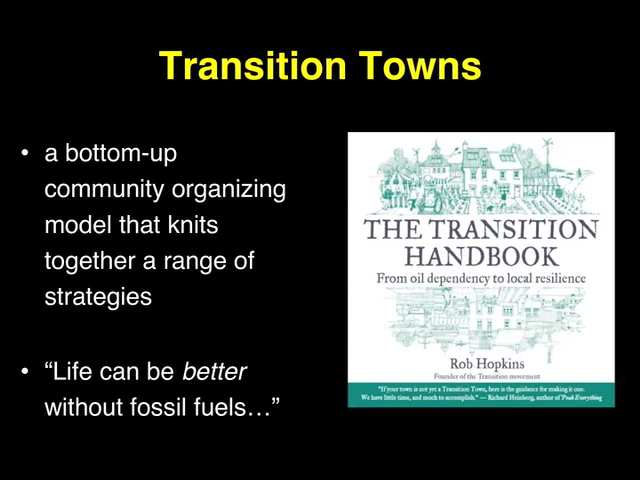 Transition Towns
• a bottom-up
community organizing
model that knits
together a range of
strategies
• “Life can be better
without fossil fuels…”
THE TRANSITION
HANDBOOK
From oil dependency to local resilience
Rob Hopkins
Founder of the Transition movement
"If your town is not yet a Transition Town, here is the guidance for making it one.
We have little time, and much to accomplish." — Richard Heinberg, author of Peak Everything